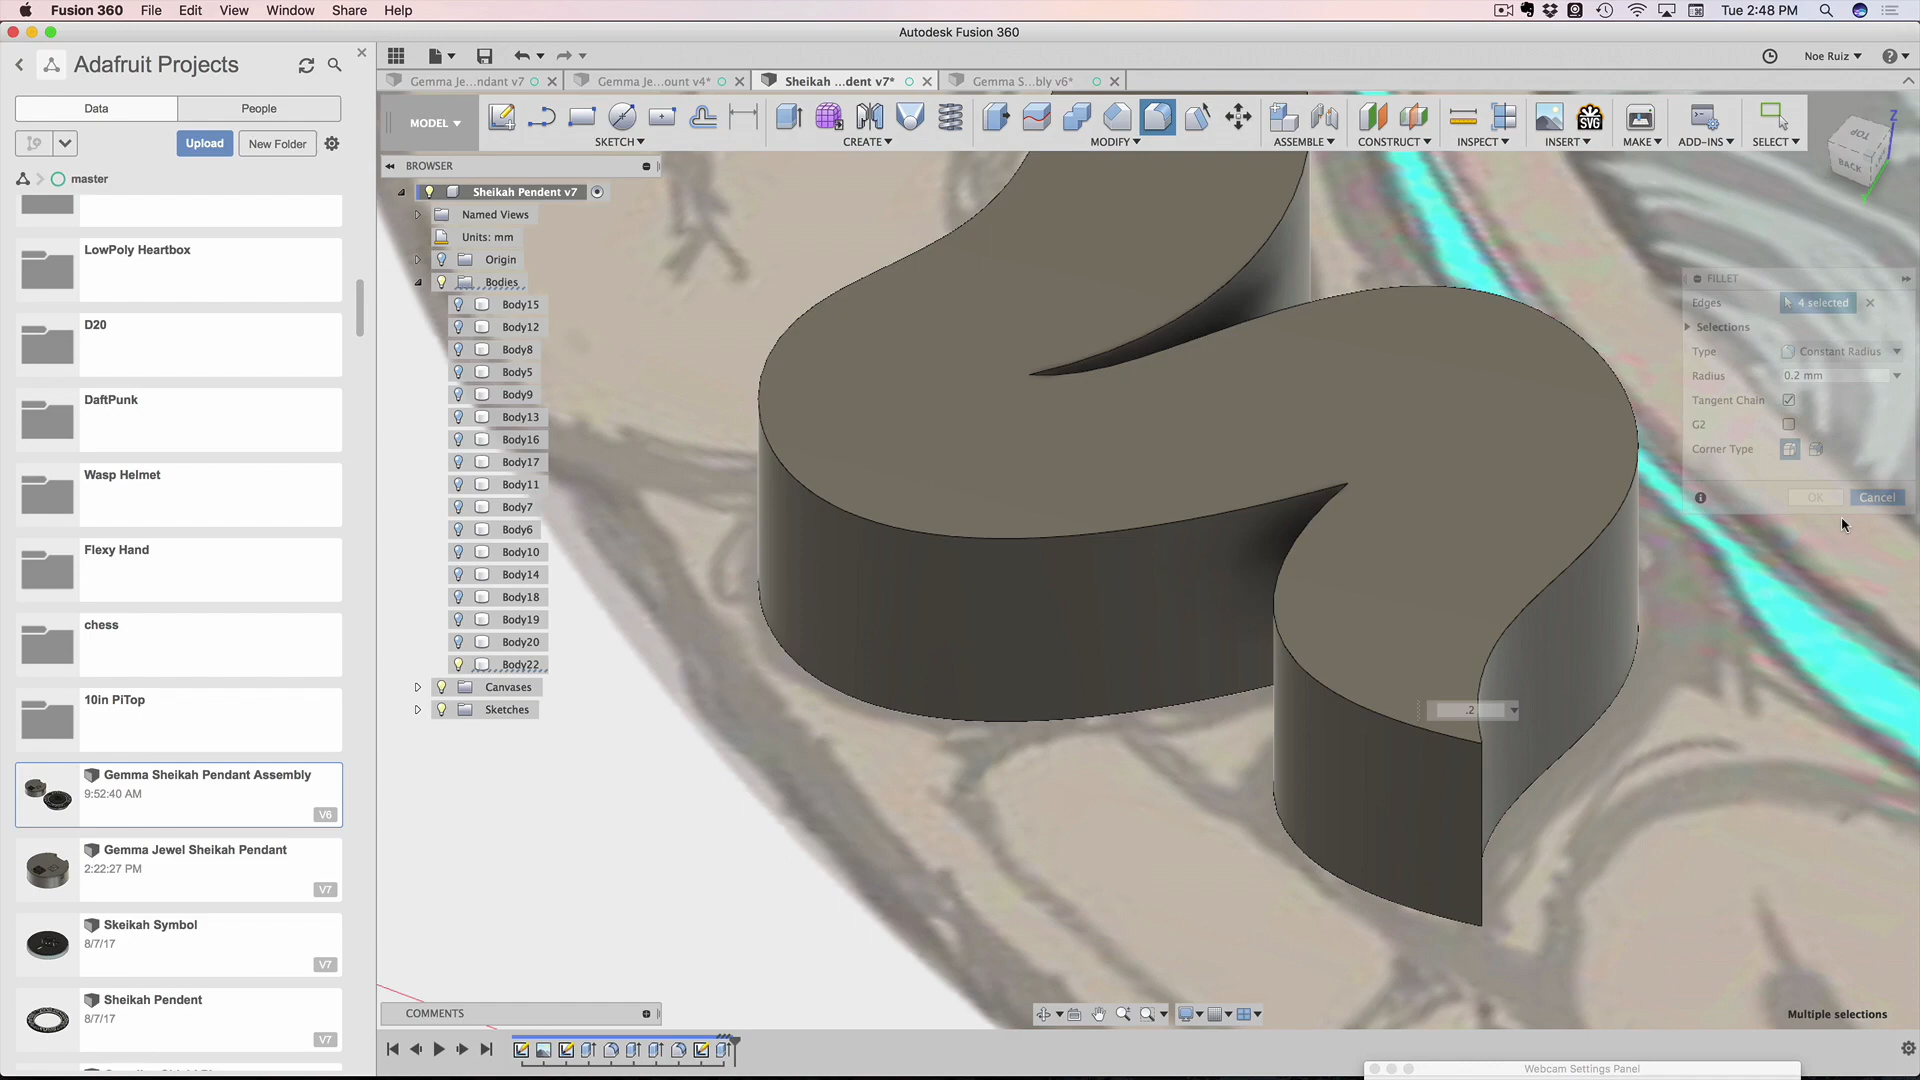 Fusion 360 File Edit View Window Share Help
Tue 2:48 PM
Autodesk Fusion 360
Adafruit Projects
Noe Ruiz
Gemma Je...ndant v7
Gemma Je...ount v4*
Sheikah ...dent v7*
Gemma S...bly v6*
Data People
Upload New Folder
master
MODEL
SKETCH CREATE MODIFY ASSEMBLE CONSTRUCT INSPECT INSERT MAKE ADD-INS SELECT
SVG
TOP
BACK
Z
BROWSER
Sheikah Pendent v7
Named Views
Units: mm
Origin
Bodies
Body15
Body12
Body8
Body5
Body9
Body13
Body16
Body17
Body11
Body7
Body6
Body10
Body14
Body18
Body19
Body20
Body22
Canvases
Sketches
LowPoly Heartbox
D20
DaftPunk
Wasp Helmet
Flexy Hand
chess
10in PiTop
Gemma Sheikah Pendant Assembly
9:52:40 AM
V6
Gemma Jewel Sheikah Pendant
2:22:27 PM
V7
Skeikah Symbol
8/7/17
V7
Sheikah Pendent
8/7/17
V7
FILLET
Edges 4 selected
Selections
Type Constant Radius
Radius 0.2 mm
Tangent Chain
G2
Corner Type
OK Cancel
.2
COMMENTS
Multiple selections
Webcam Settings Panel